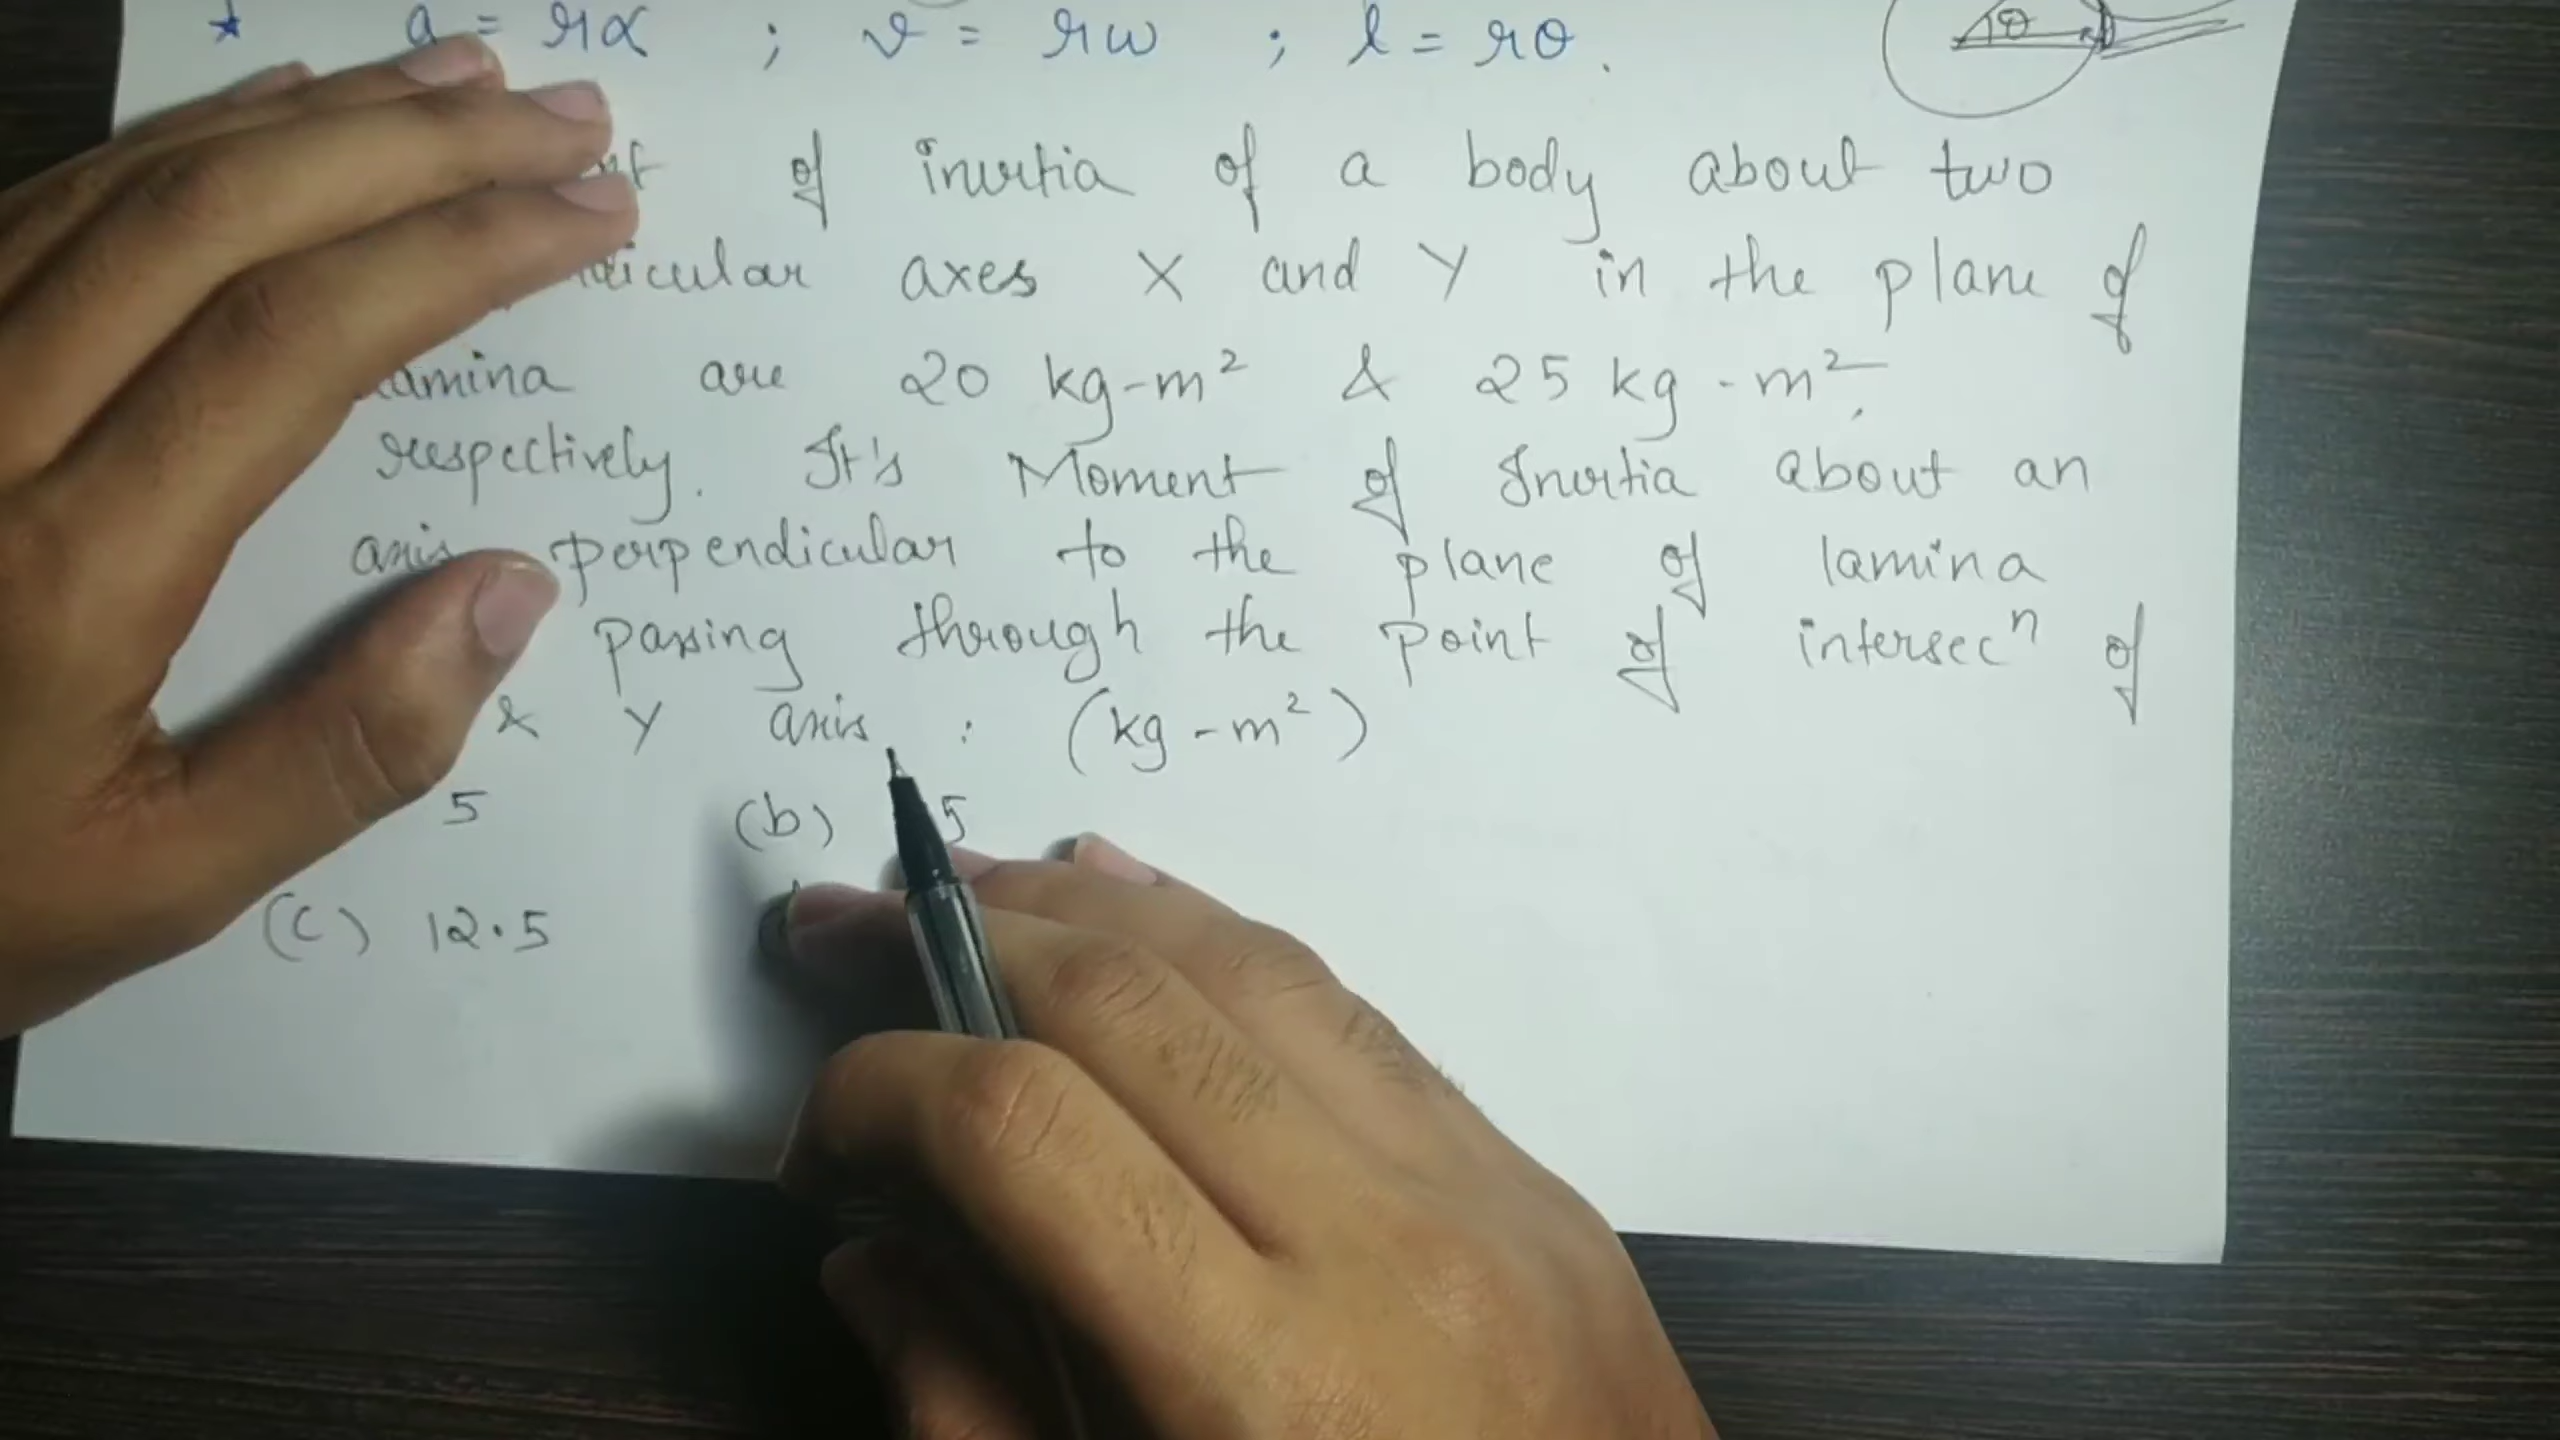 ★ a = rα ; v = rω ; l = rθ. θ
of inertia of a body about two
axes X and Y in the plane of
are 20 kg-m² & 25 kg-m².
respectively. It's Moment of Inertia about an
axis perpendicular to the plane of lamina
passing through the point of intersecⁿ of
& Y axis : (kg-m²)
5 (b)
(c) 12.5